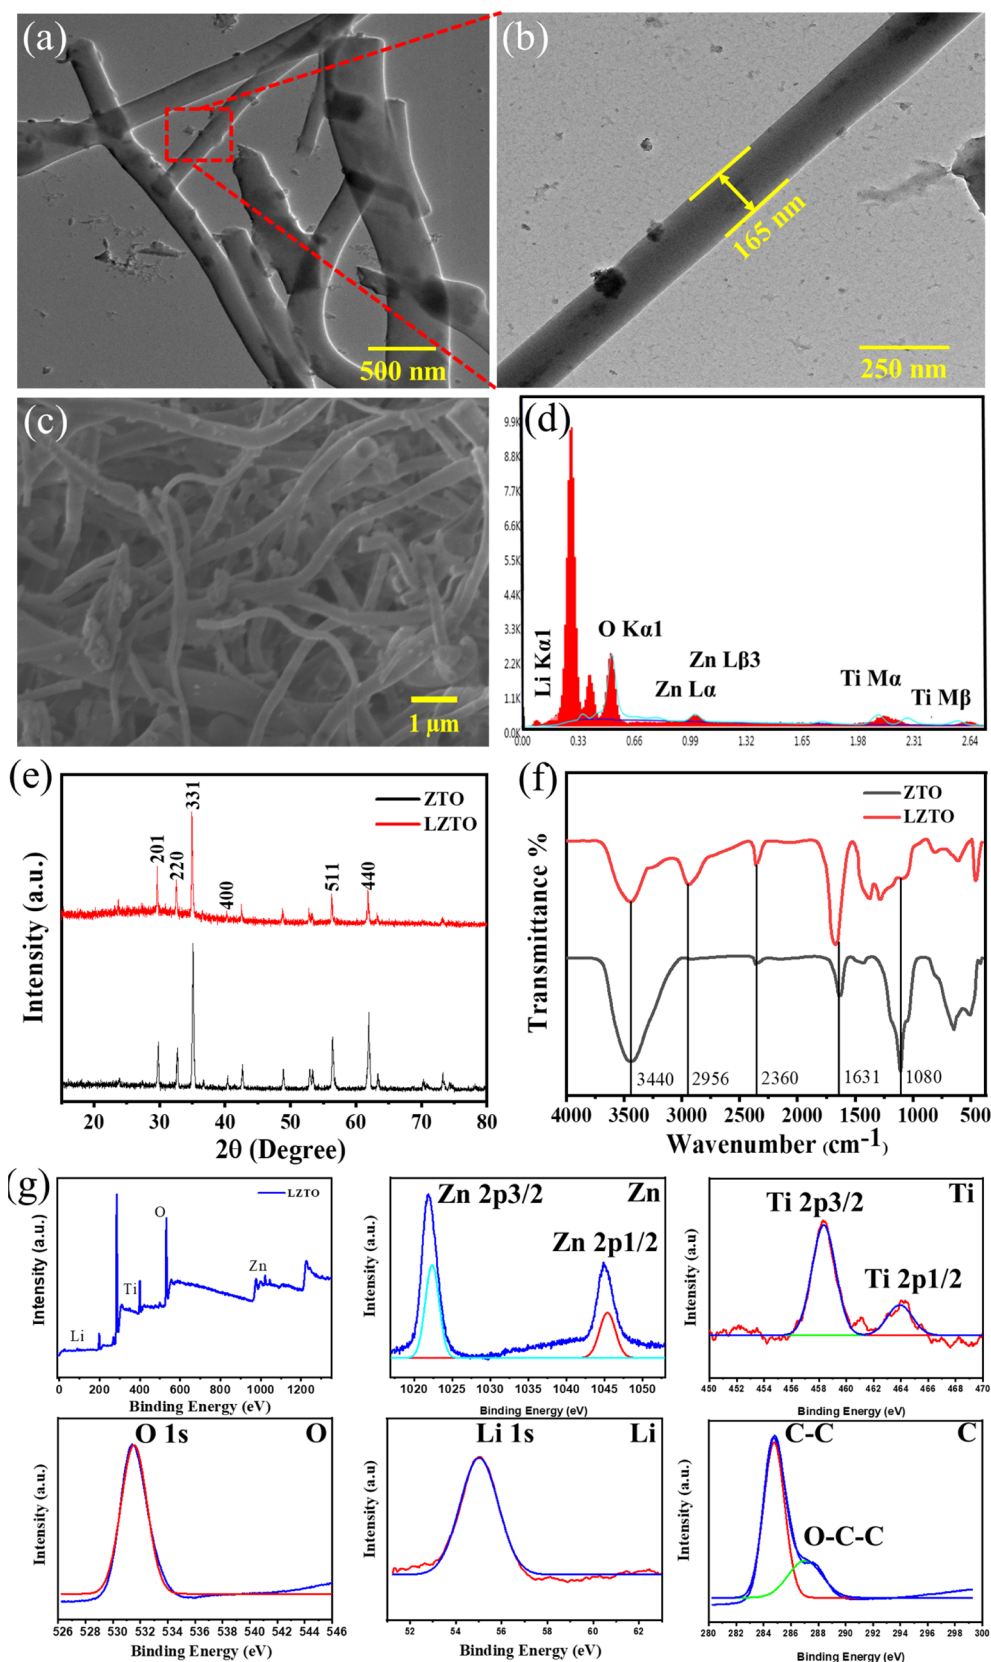 (a)
500 nm
(b)
165 nm
250 nm
(c)
1 µm
(d)
9.9K
8.8K
7.7K
6.6K
5.5K
4.4K
3.3K
2.2K
1.1K
0.0K
Li Kα1
O Kα1
Zn Lβ3
Zn Lα
Ti Mα
Ti Mβ
0.00 0.33 0.66 0.99 1.32 1.65 1.98 2.31 2.64
(e)
Intensity (a.u.)
ZTO
LZTO
201
220
331
400
511
440
20 30 40 50 60 70 80
2θ (Degree)
(f)
Transmittance %
ZTO
LZTO
3440 2956 2360 1631 1080
4000 3500 3000 2500 2000 1500 1000 500
Wavenumber (cm-1)
(g)
Intensity (a.u.)
LZTO
Li
Ti
O
Zn
0 200 400 600 800 1000 1200
Binding Energy (eV)
Intensity (a.u.)
Zn 2p3/2
Zn
Zn 2p1/2
1020 1025 1030 1035 1040 1045 1050
Binding Energy (eV)
Intensity (a.u)
Ti 2p3/2
Ti
Ti 2p1/2
450 452 454 456 458 460 462 464 466 468 470
Binding Energy (eV)
Intensity (a.u.)
O 1s
O
526 528 530 532 534 536 538 540 542 544 546
Binding Energy (eV)
Intensity (a.u)
Li 1s
Li
52 54 56 58 60 62
Binding Energy (eV)
Intensity (a.u.)
C-C
C
O-C-C
280 282 284 286 288 290 292 294 296 298 300
Binding Energy (eV)